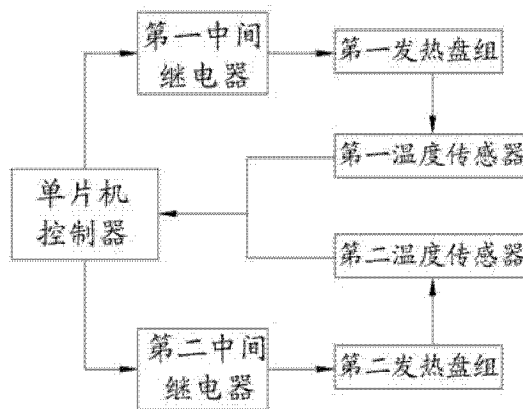 第一中间
继电器
第一发热盘组
第一温度传感器
单片机
控制器
第二温度传感器
第二中间
继电器
第二发热盘组